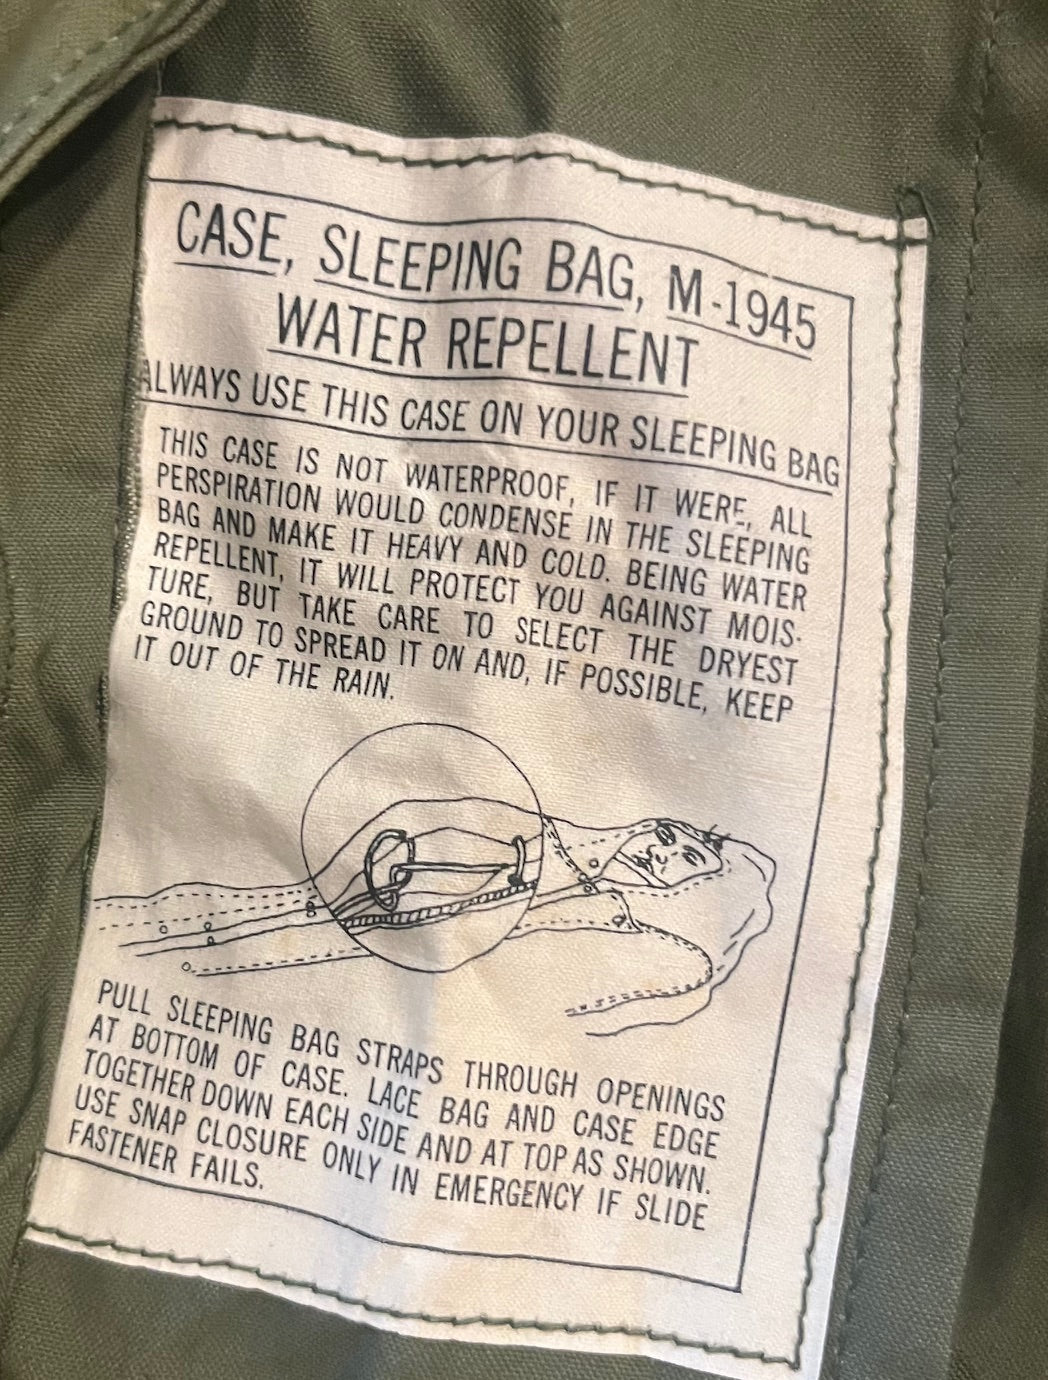 CASE, SLEEPING BAG, M-1945
WATER REPELLENT
ALWAYS USE THIS CASE ON YOUR SLEEPING BAG
THIS CASE IS NOT WATERPROOF, IF IT WERE, ALL
PERSPIRATION WOULD CONDENSE IN THE SLEEPING
BAG AND MAKE IT HEAVY AND COLD. BEING WATER
REPELLENT, IT WILL PROTECT YOU AGAINST MOIS-
TURE, BUT TAKE CARE TO SELECT THE DRYEST
GROUND TO SPREAD IT ON AND, IF POSSIBLE, KEEP
IT OUT OF THE RAIN.
PULL SLEEPING BAG STRAPS THROUGH OPENINGS
AT BOTTOM OF CASE. LACE BAG AND CASE EDGE
TOGETHER DOWN EACH SIDE AND AT TOP AS SHOWN.
USE SNAP CLOSURE ONLY IN EMERGENCY IF SLIDE
FASTENER FAILS.